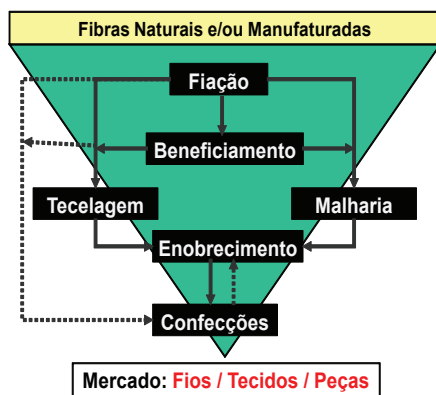 Fibras Naturais e/ou Manufaturadas
Fiação
Beneficiamento
Tecelagem
Malharia
Enobrecimento
Confecções
Mercado: Fios / Tecidos / Peças